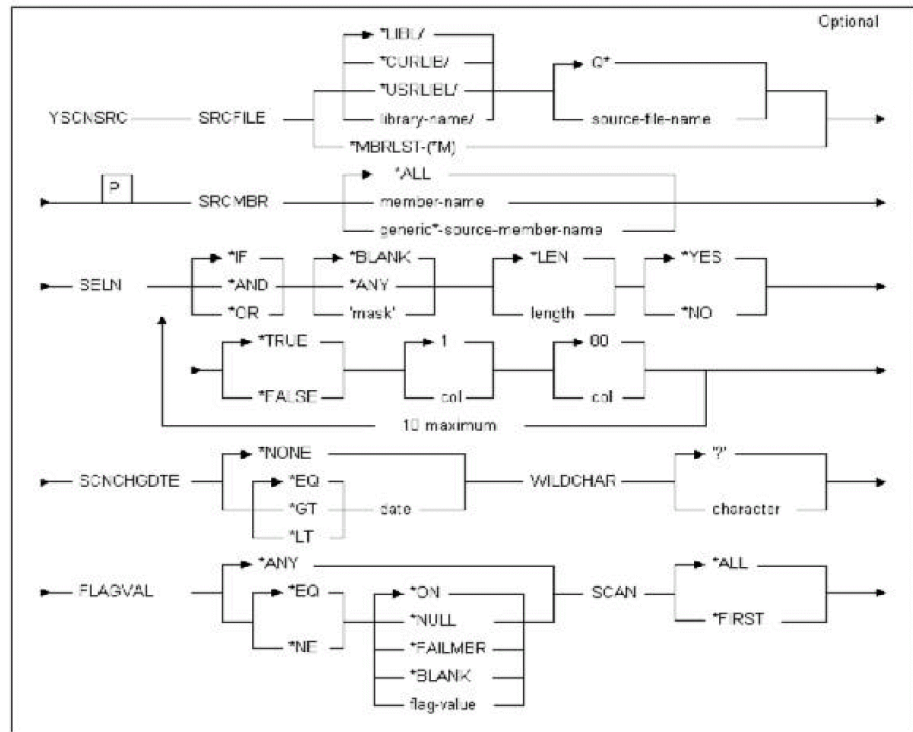 Optional
*LIBL/
*CURLIB/
*USRLIBL/
library-name/
Q*
source-file-name
YSCNSRC
SRCFILE
*MBRLST-(*M)
P
SRCMBR
*ALL
member-name
generic*-source-member-name
SELN
*IF
*AND
*OR
*BLANK
*ANY
'mask'
*LEN
length
*YES
*NO
*TRUE
*FALSE
1
col
80
col
10 maximum
SCNCHGDTE
*NONE
*EQ
*GT
*LT
date
WILDCHAR
'?'
character
FLAGVAL
*ANY
*EQ
*NE
*ON
*NULL
*FAILMER
*BLANK
flag-value
SCAN
*ALL
*FIRST